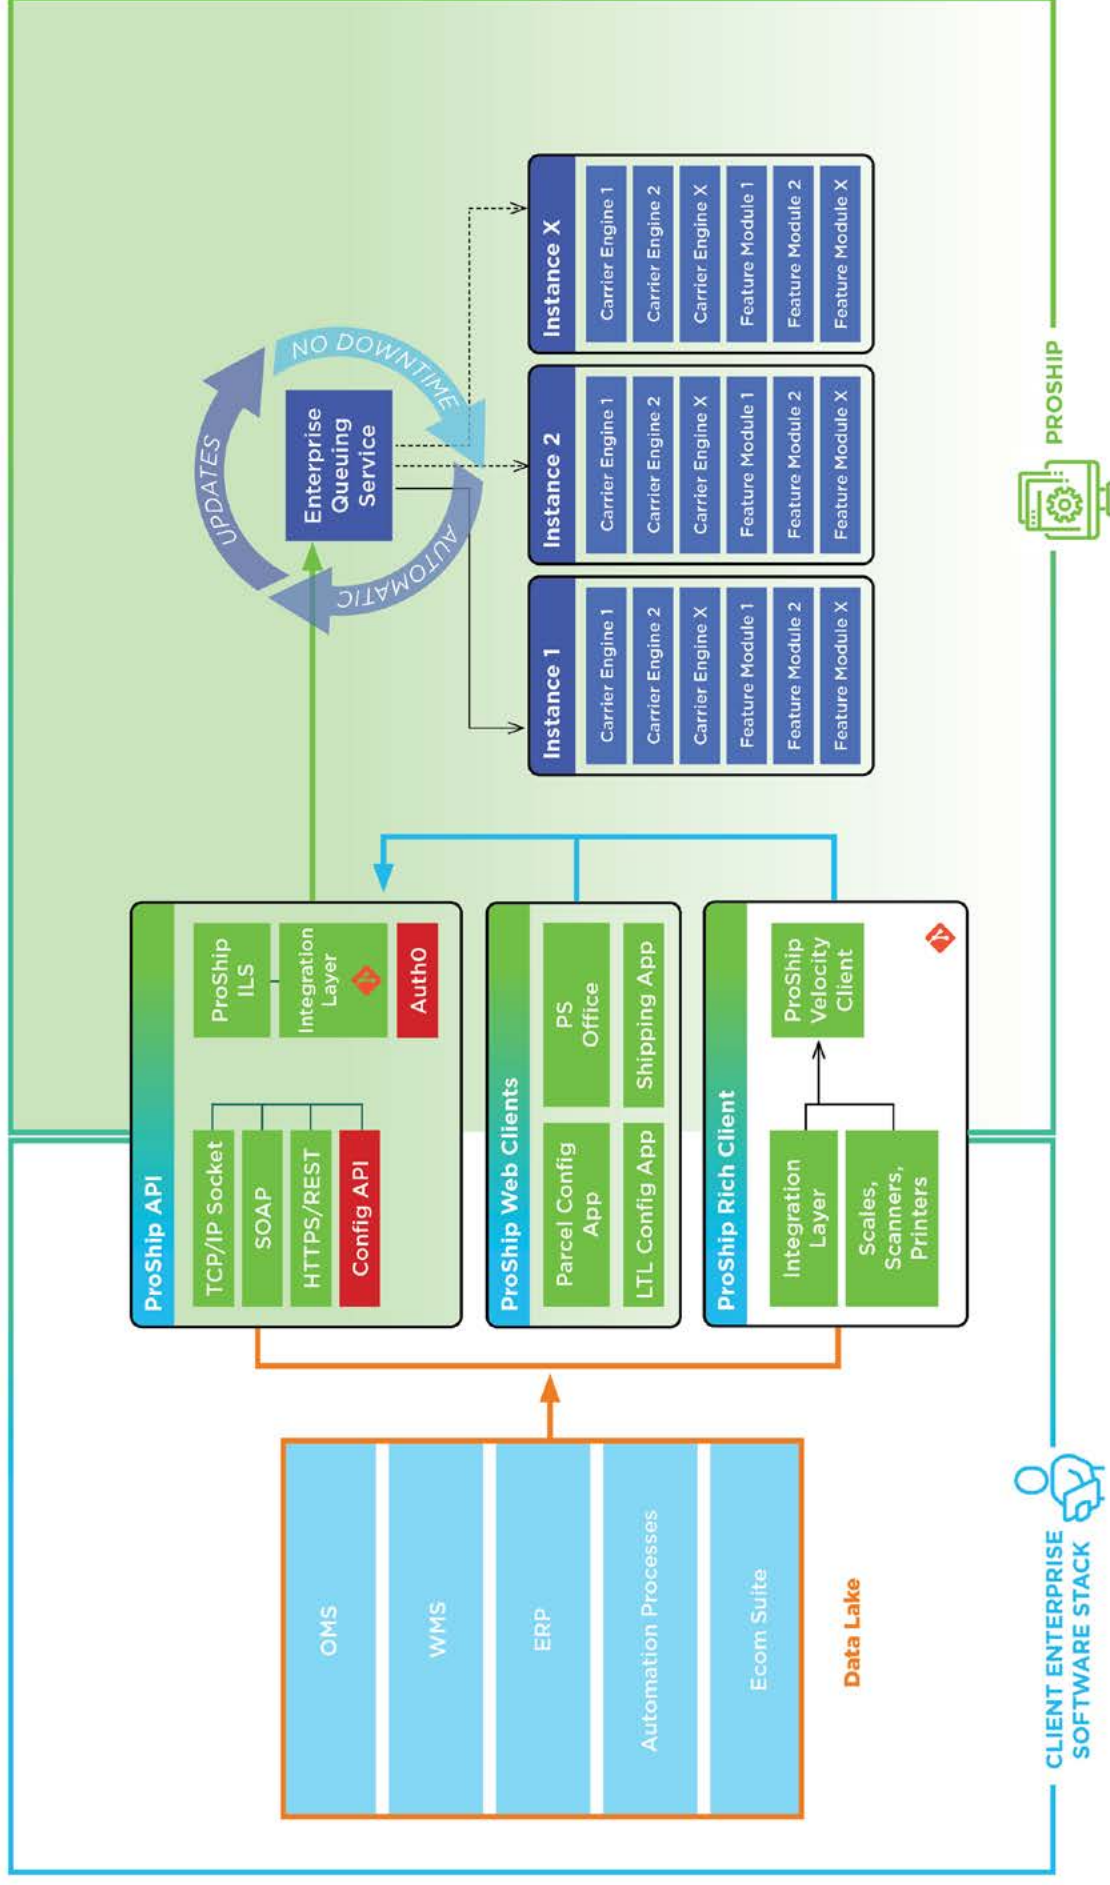 OMS
WMS
ERP
Automation Processes
Ecom Suite
Data Lake
CLIENT ENTERPRISE
SOFTWARE STACK
ProShip API
TCP/IP Socket
SOAP
HTTPS/REST
Config API
ProShip
ILS
Integration
Layer
Auth0
ProShip Web Clients
Parcel Config
App
PS
Office
LTL Config App
Shipping App
ProShip Rich Client
Integration
Layer
Scales,
Scanners,
Printers
ProShip
Velocity
Client
AUTOMATIC
UPDATES
NO DOWNTIME
Enterprise
Queuing
Service
Instance 1
Carrier Engine 1
Carrier Engine 2
Carrier Engine X
Feature Module 1
Feature Module 2
Feature Module X
Instance 2
Carrier Engine 1
Carrier Engine 2
Carrier Engine X
Feature Module 1
Feature Module 2
Feature Module X
Instance X
Carrier Engine 1
Carrier Engine 2
Carrier Engine X
Feature Module 1
Feature Module 2
Feature Module X
PROSHIP